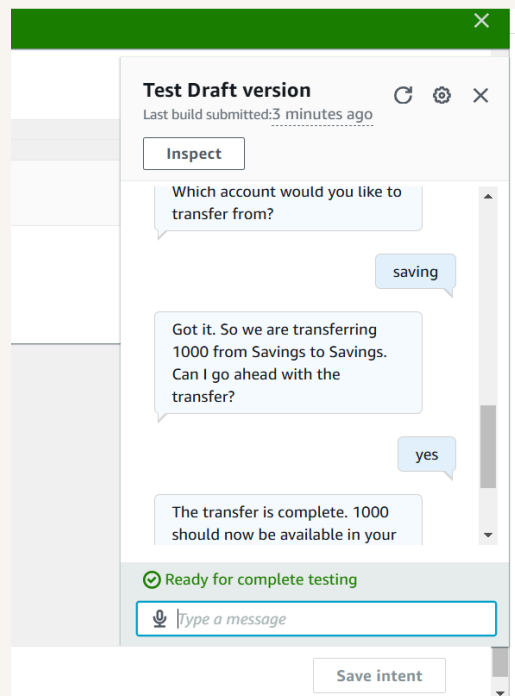 Test Draft version
Last build submitted:3 minutes ago
Inspect
Which account would you like to
transfer from?
saving
Got it. So we are transferring
1000 from Savings to Savings.
Can I go ahead with the
transfer?
yes
The transfer is complete. 1000
should now be available in your
Ready for complete testing
Type a message
Save intent